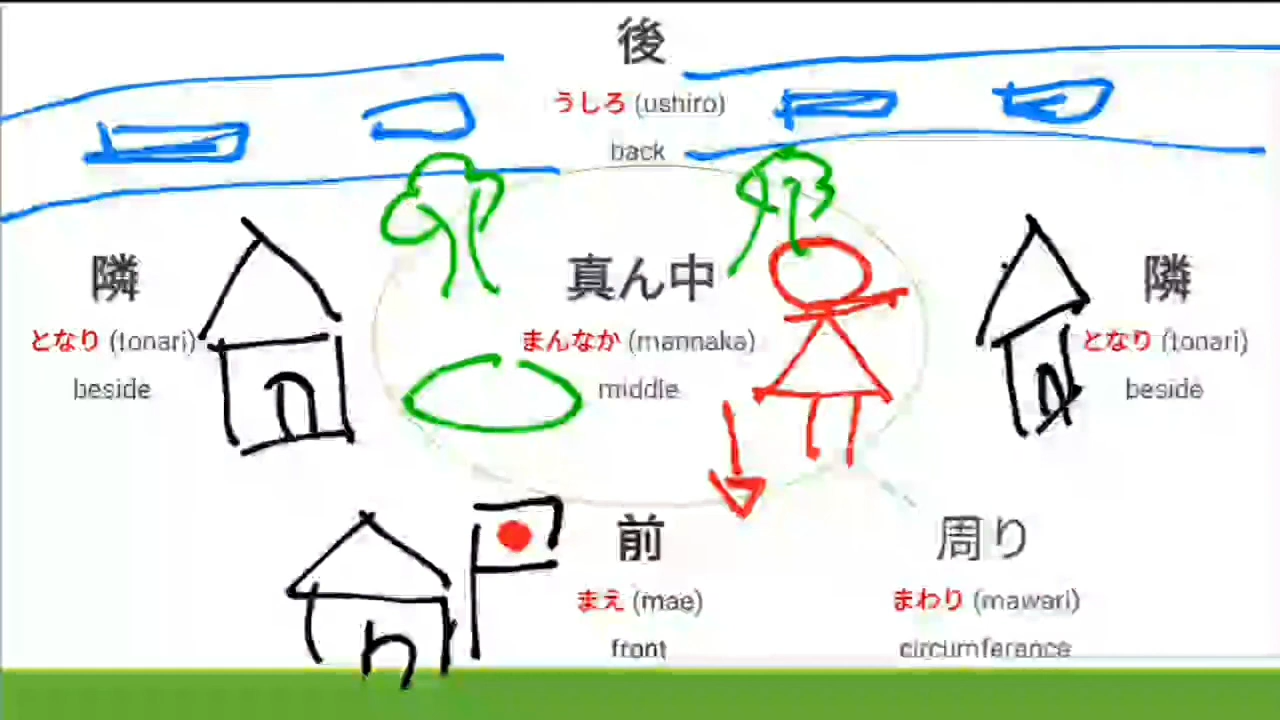 後
うしろ (ushiro)
back
隣
となり (tonari)
beside
真ん中
まんなか (mannaka)
middle
隣
となり (tonari)
beside
前
まえ (mae)
front
周り
まわり (mawari)
circumference